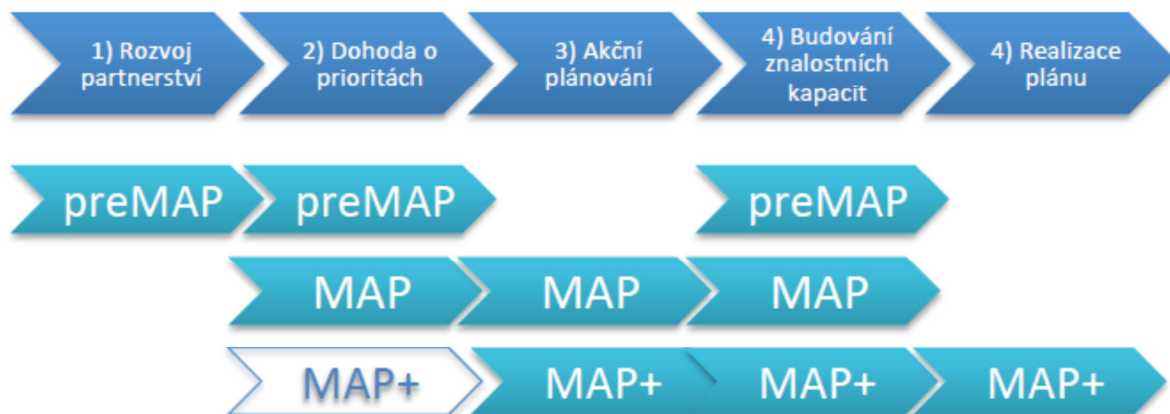 1) Rozvoj
partnerství
2) Dohoda o
prioritách
3) Akční
plánování
4) Budování
znalostních
kapacit
4) Realizace
plánu
preMAP
preMAP
preMAP
MAP
MAP
MAP
MAP+
MAP+
MAP+
MAP+